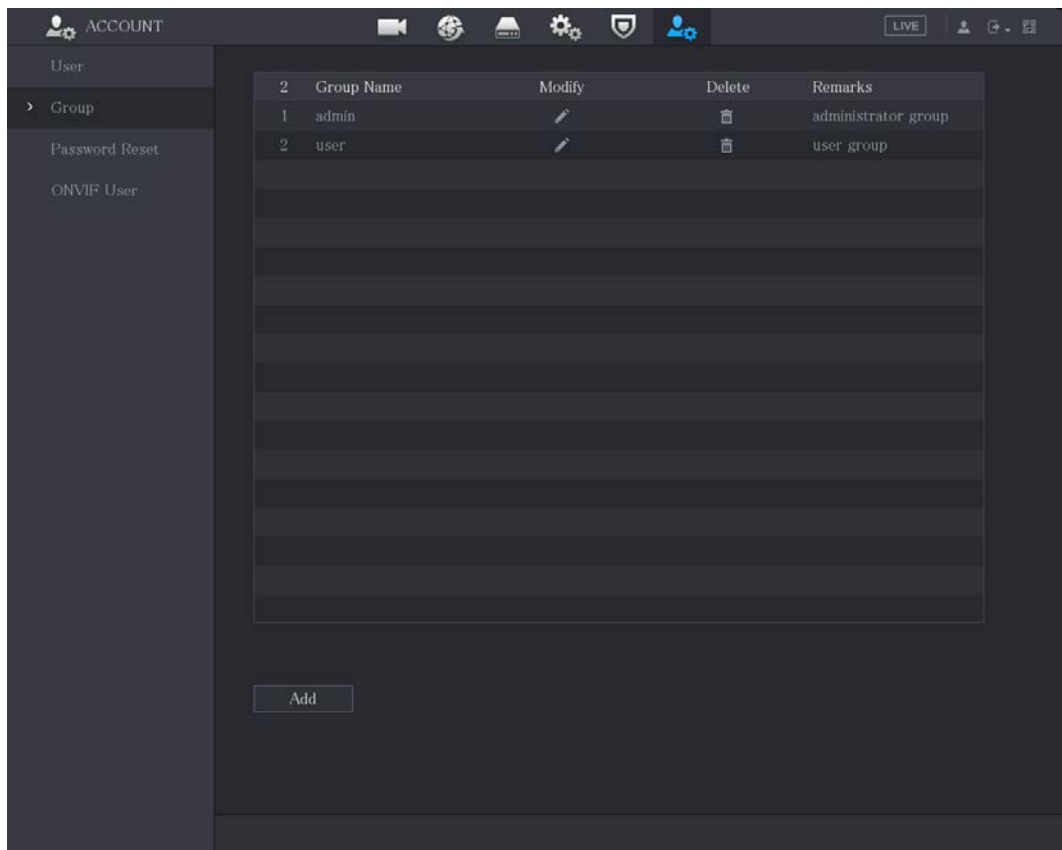 ACCOUNT LIVE
User
Group
Password Reset
ONVIF User
2 Group Name Modify Delete Remarks
1 admin administrator group
2 user user group
Add